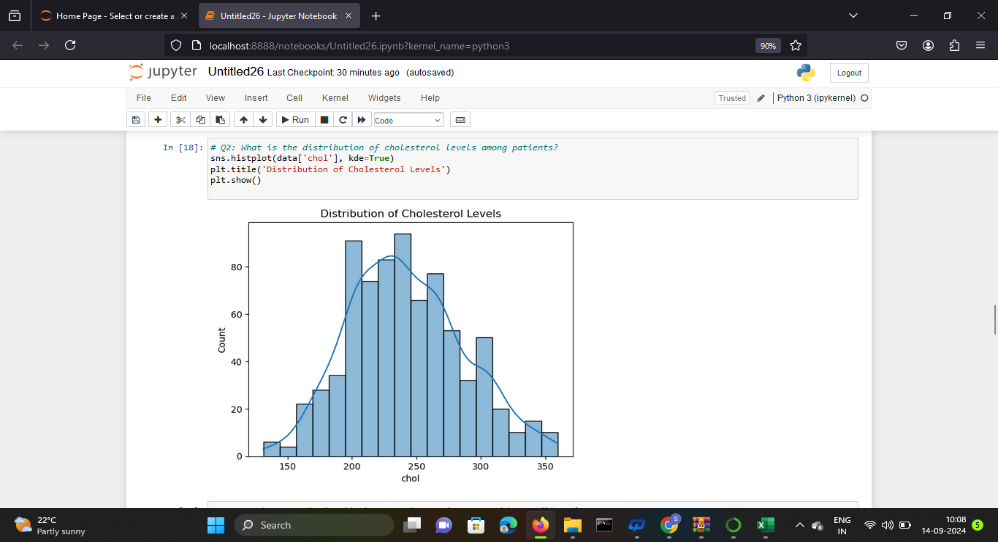 Home Page - Select or create a
Untitled26 - Jupyter Notebook
localhost:8888/notebooks/Untitled26.ipynb?kernel_name=python3
90%
jupyter Untitled26 Last Checkpoint: 30 minutes ago (autosaved)
Logout
File Edit View Insert Cell Kernel Widgets Help
Trusted Python 3 (ipykernel)
Run Code
In [18]: # Q2: What is the distribution of cholesterol levels among patients?
sns.histplot(data['chol'], kde=True)
plt.title('Distribution of Cholesterol Levels')
plt.show()
Distribution of Cholesterol Levels
80
60
40
20
0
Count
150 200 250 300 350
chol
22°C
Partly sunny
Search
5
ENG
IN
10:08
14-09-2024
5